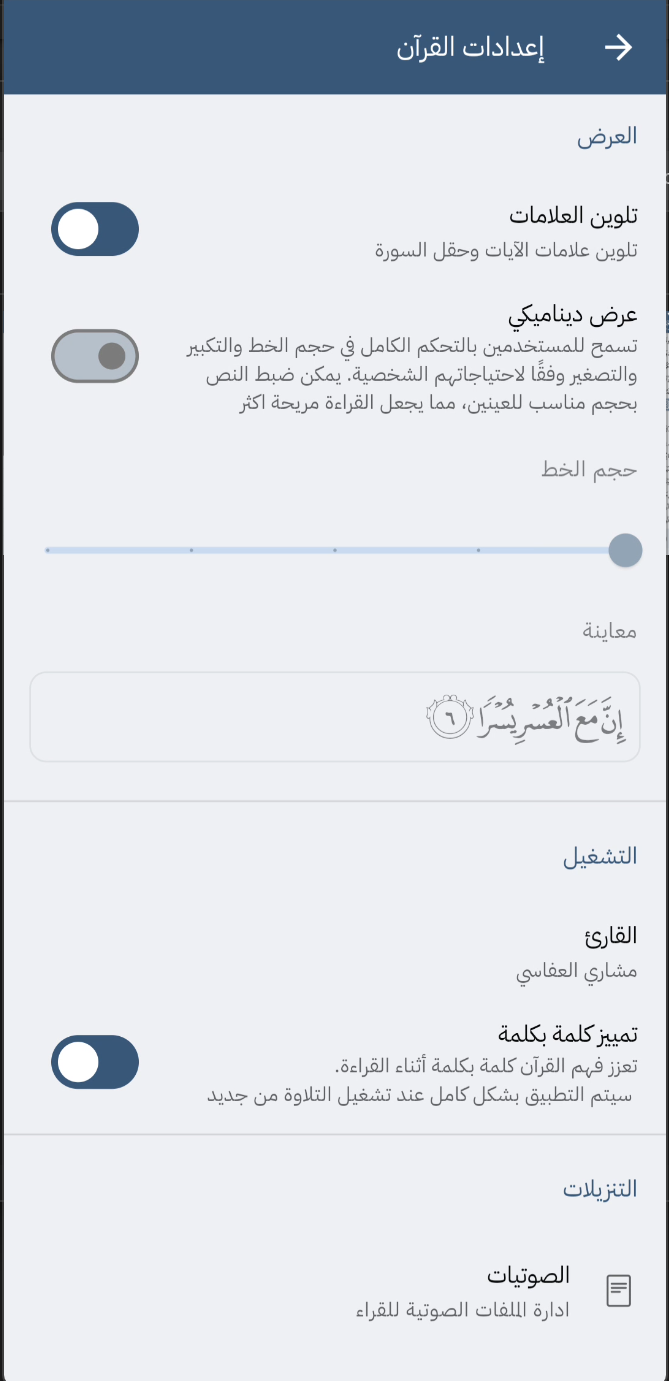 إعدادات القرآن
العرض
تلوين العلامات
تلوين علامات الآيات وحقل السورة
عرض ديناميكي
تسمح للمستخدمين بالتحكم الكامل في حجم الخط والتكبير
والتصغير وفقًا لاحتياجاتهم الشخصية. يمكن ضبط النص
بحجم مناسب للعينين، مما يجعل القراءة مريحة اكثر
حجم الخط
معاينة
إِنَّ مَعَ ٱلْعُسْرِ يُسْرًا ٦
التشغيل
القارئ
مشاري العفاسي
تمييز كلمة بكلمة
تعزز فهم القرآن كلمة بكلمة أثناء القراءة.
سيتم التطبيق بشكل كامل عند تشغيل التلاوة من جديد
التنزيلات
الصوتيات
ادارة الملفات الصوتية للقراء